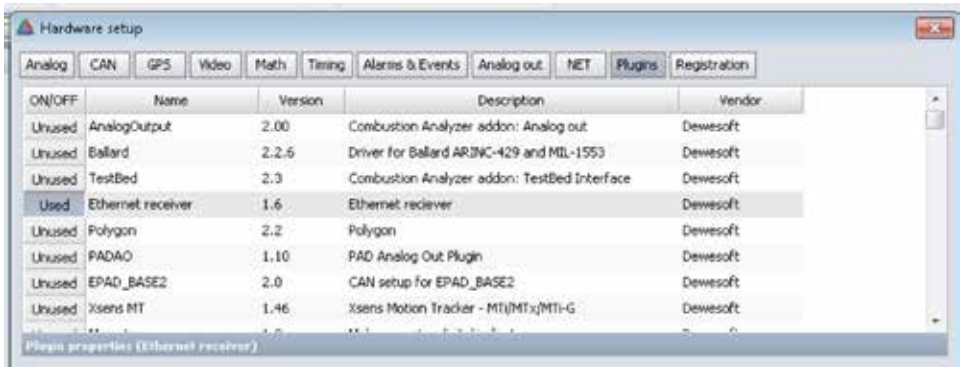 Hardware setup
Analog CAN GPS Video Math Timing Alarms & Events Analog out NET Plugins Registration
ON/OFF Name Version Description Vendor
Unused AnalogOutput 2.00 Combustion Analyzer addon: Analog out Dewesoft
Unused Ballard 2.2.6 Driver for Ballard ARINC-429 and MIL-1553 Dewesoft
Unused TestBed 2.3 Combustion Analyzer addon: TestBed Interface Dewesoft
Used Ethernet receiver 1.6 Ethernet reciever Dewesoft
Unused Polygon 2.2 Polygon Dewesoft
Unused PADAO 1.10 PAD Analog Out Plugin Dewesoft
Unused EPAD_BASE2 2.0 CAN setup for EPAD_BASE2 Dewesoft
Unused Xsens MT 1.46 Xsens Motion Tracker - MTi/MTx/MTi-G Dewesoft
Plugin properties (Ethernet receiver)